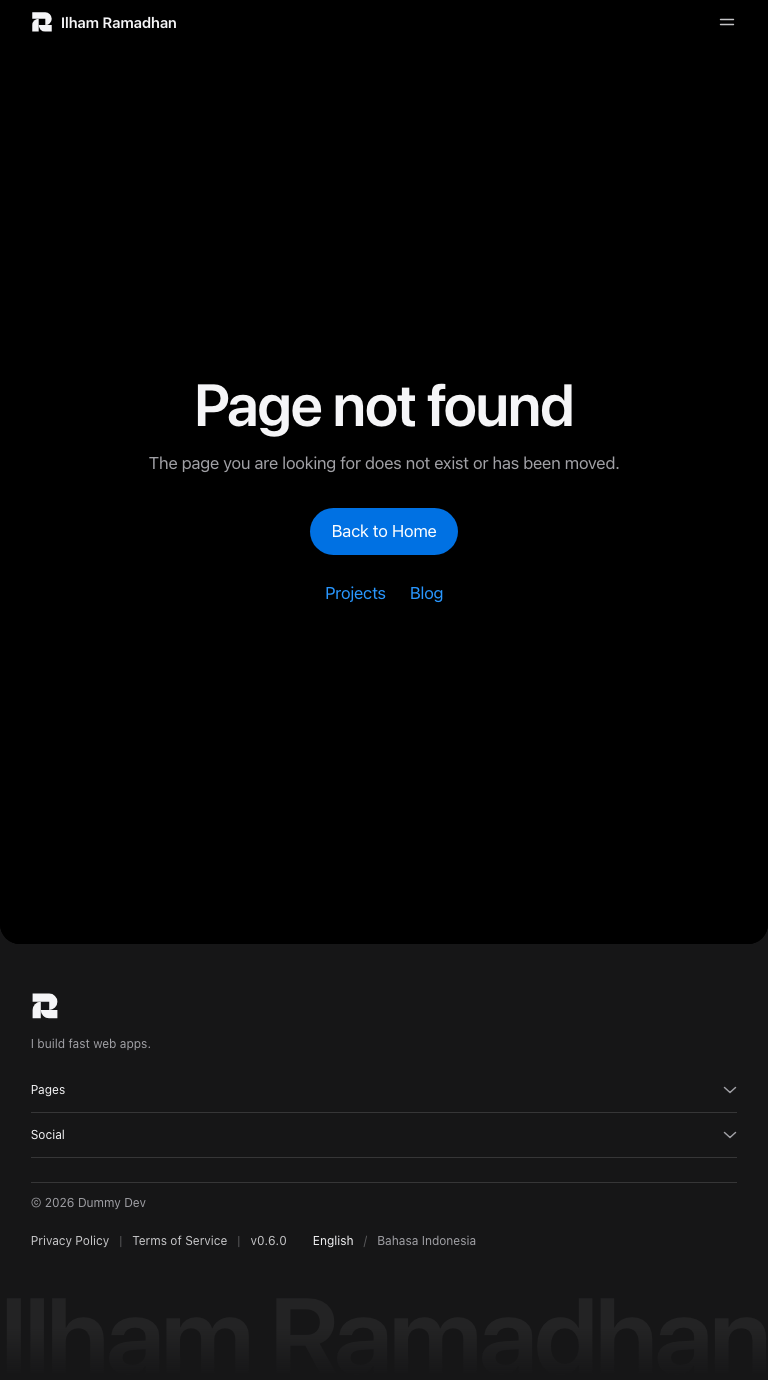 Ilham Ramadhan
Page not found
The page you are looking for does not exist or has been moved.
Back to Home
Projects Blog
I build fast web apps.
Pages
Social
© 2026 Dummy Dev
Privacy Policy | Terms of Service | v0.6.0 English / Bahasa Indonesia
Ilham Ramadhan